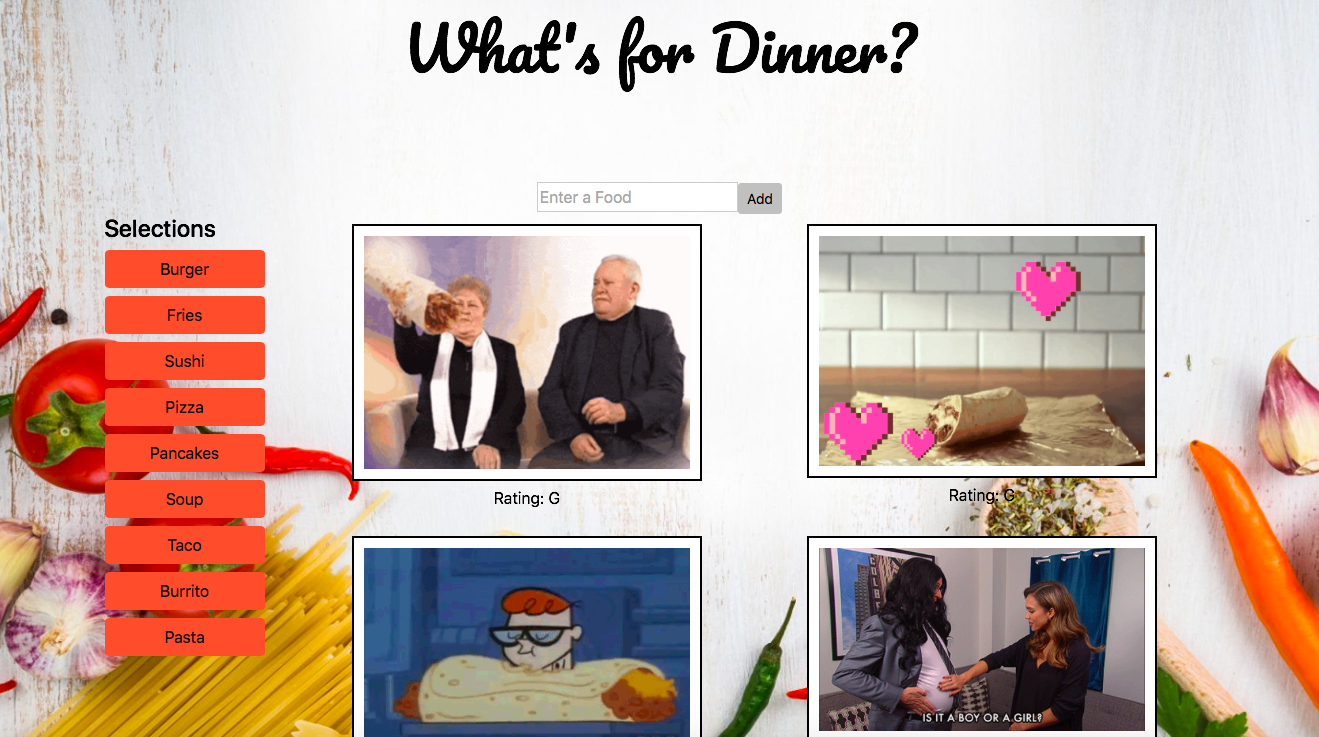 What's for Dinner?
Enter a Food
Add
Selections
Burger
Fries
Sushi
Pizza
Pancakes
Soup
Taco
Burrito
Pasta
Rating: G
Rating: G
IS IT A BOY OR A GIRL?